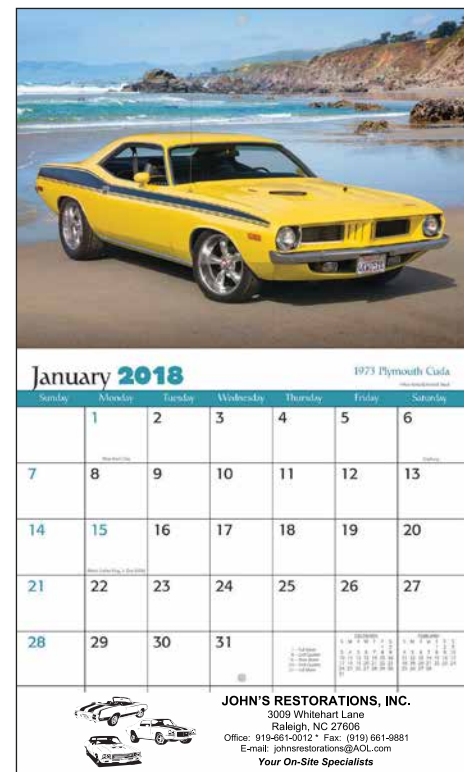 January 2018
1973 Plymouth Cuda
Sunday Monday Tuesday Wednesday Thursday Friday Saturday
1 2 3 4 5 6
New Year's Day
7 8 9 10 11 12 13
14 15 16 17 18 19 20
21 22 23 24 25 26 27
28 29 30 31
JOHN'S RESTORATIONS, INC.
3009 Whitehart Lane
Raleigh, NC 27606
Office: 919-661-0012 * Fax: (919) 661-9881
E-mail: johnsrestorations@AOL.com
Your On-Site Specialists